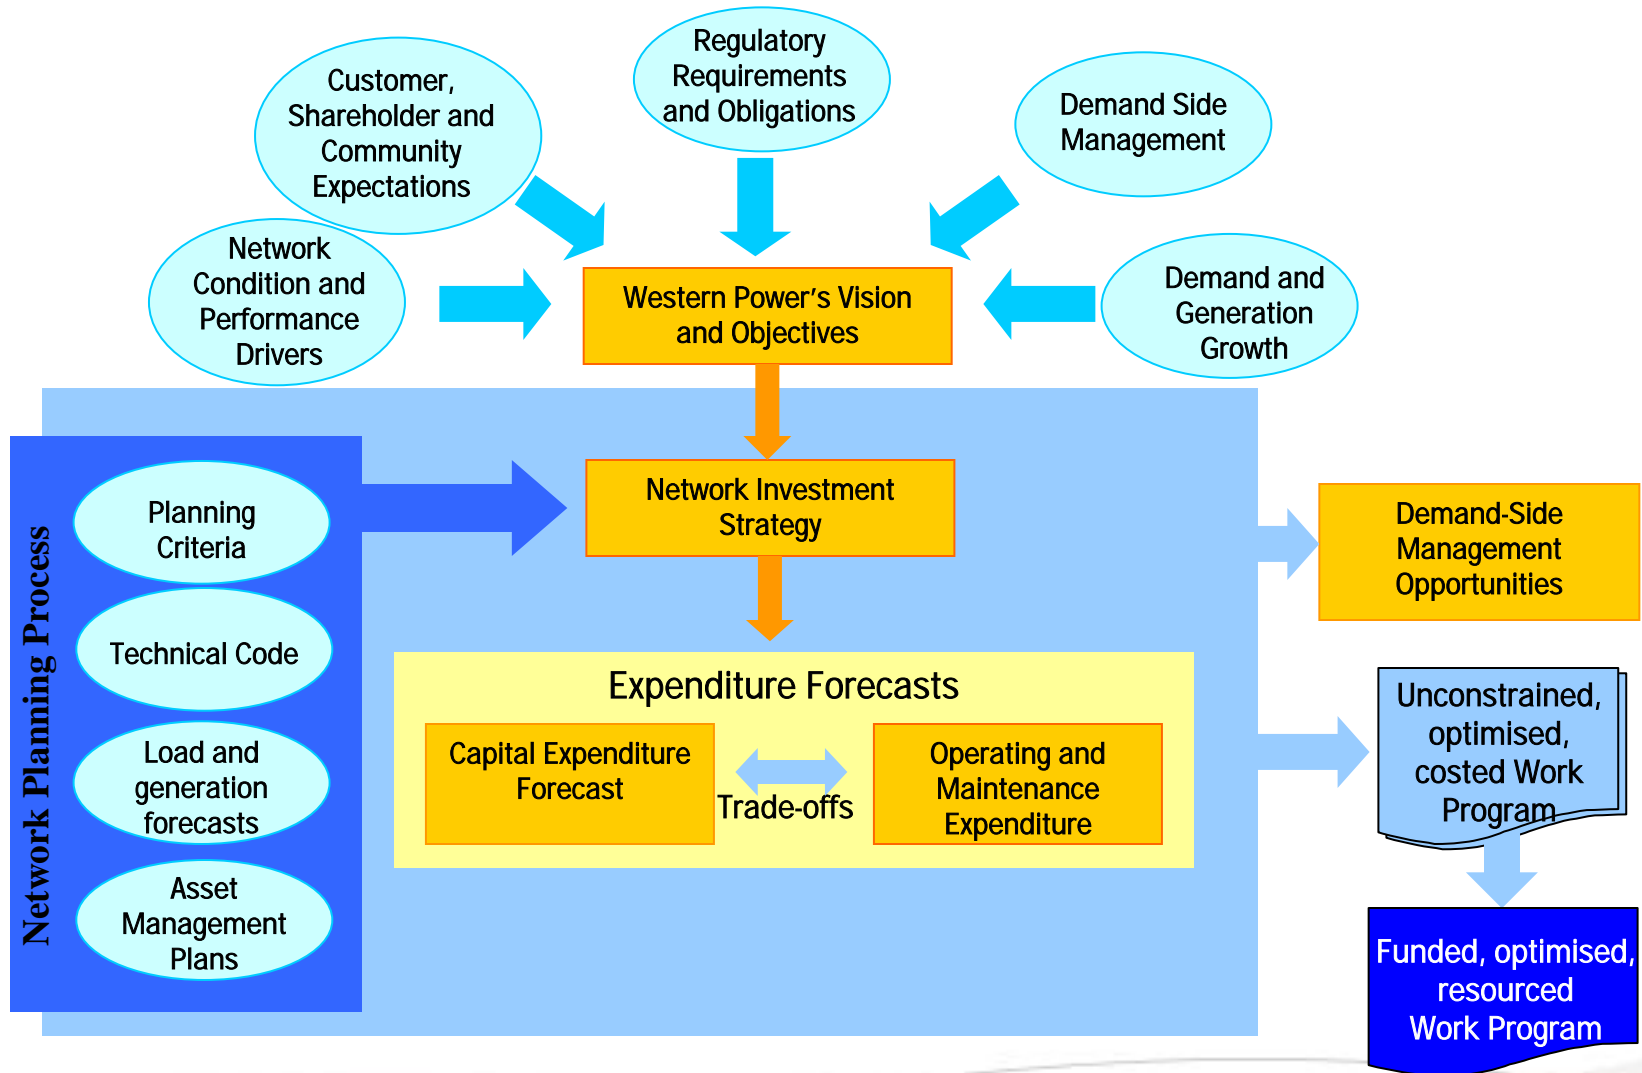 Regulatory
Requirements
and Obligations
Customer,
Shareholder and
Community
Expectations
Demand Side
Management
Network
Condition and
Performance
Drivers
Western Power's Vision
and Objectives
Demand and
Generation
Growth
Network Planning Process
Planning
Criteria
Technical Code
Load and
generation
forecasts
Asset
Management
Plans
Network Investment
Strategy
Expenditure Forecasts
Capital Expenditure
Forecast
Trade-offs
Operating and
Maintenance
Expenditure
Demand-Side
Management
Opportunities
Unconstrained,
optimised,
costed Work
Program
Funded, optimised,
resourced
Work Program